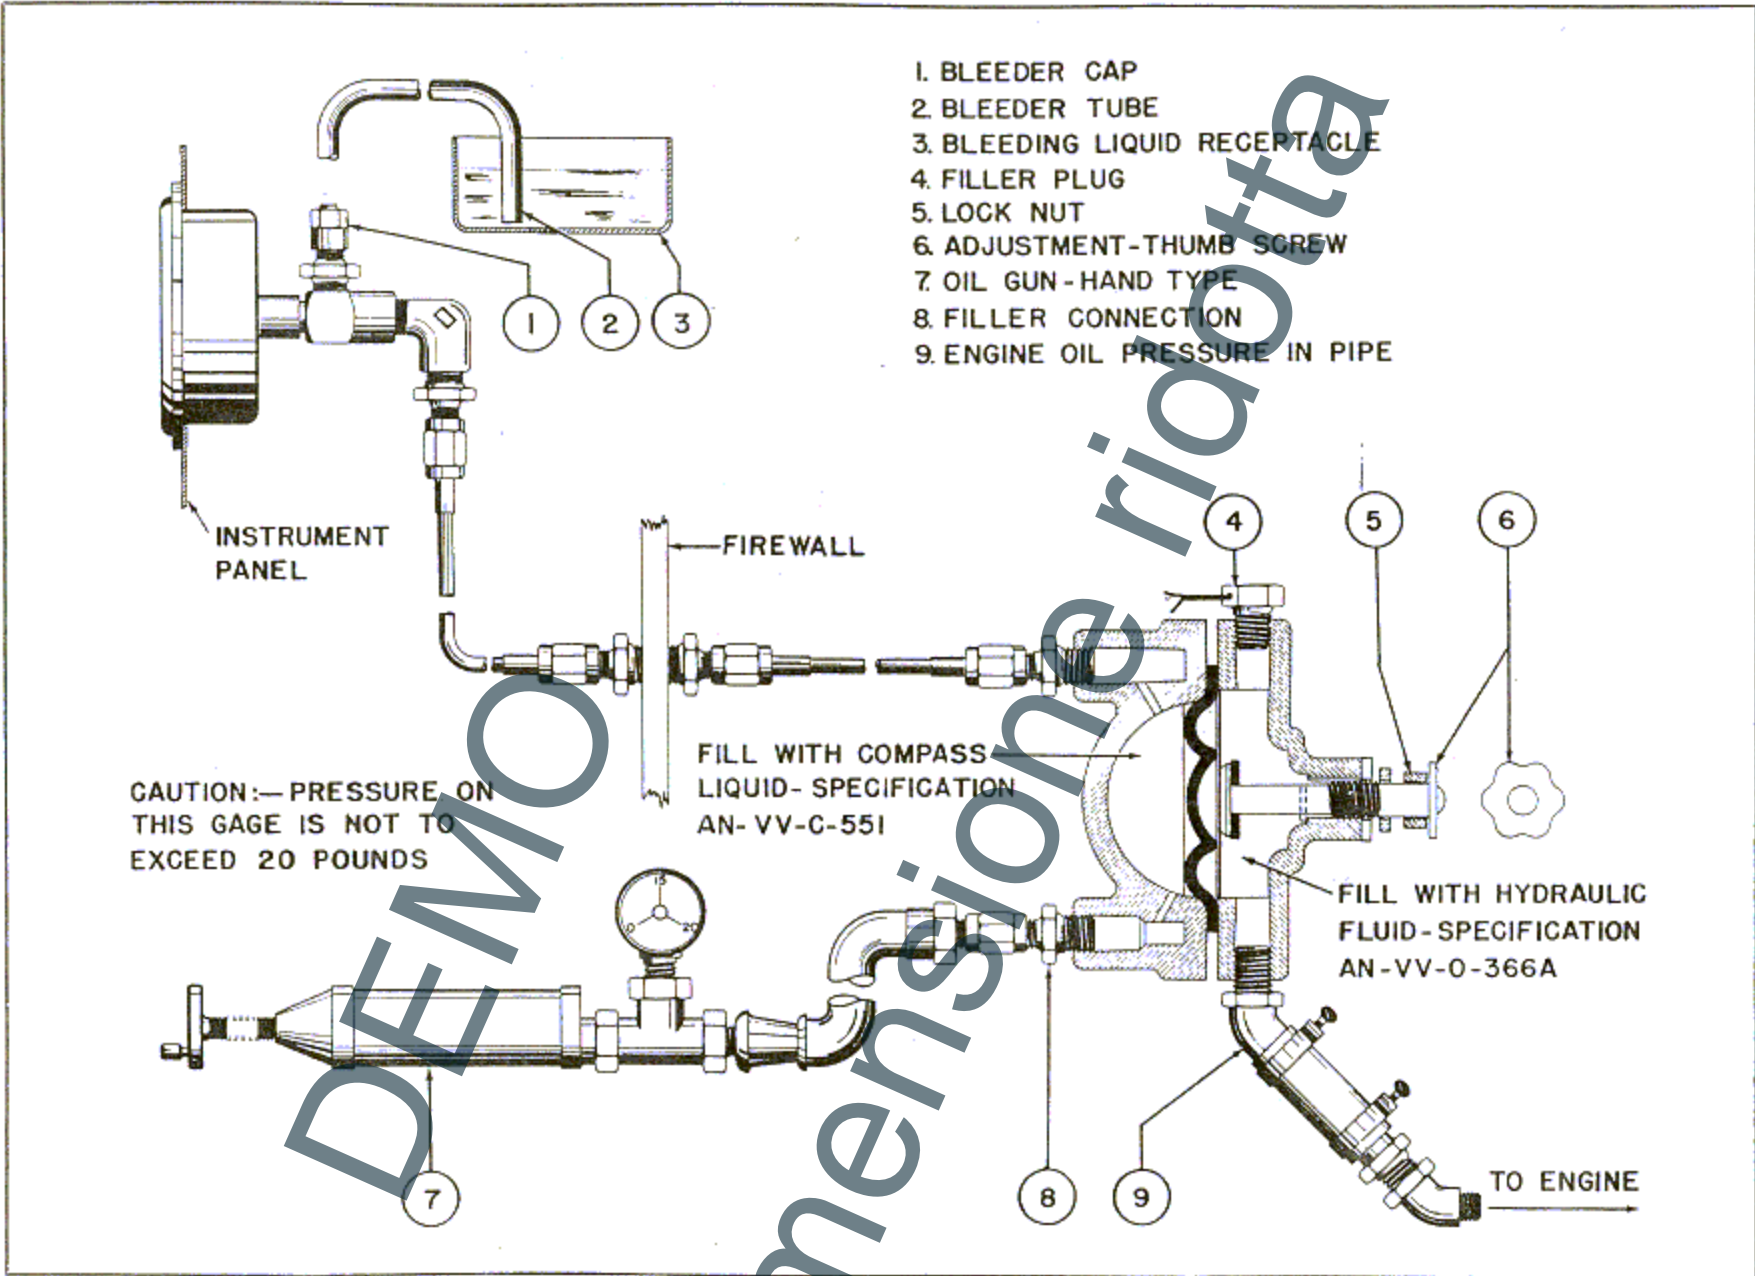 1. BLEEDER CAP
2. BLEEDER TUBE
3. BLEEDING LIQUID RECEPTACLE
4. FILLER PLUG
5. LOCK NUT
6. ADJUSTMENT-THUMB SCREW
7. OIL GUN-HAND TYPE
8. FILLER CONNECTION
9. ENGINE OIL PRESSURE IN PIPE
1
2
3
INSTRUMENT
PANEL
FIREWALL
4
5
6
FILL WITH COMPASS
LIQUID-SPECIFICATION
AN-VV-C-551
CAUTION:—PRESSURE ON
THIS GAGE IS NOT TO
EXCEED 20 POUNDS
0
15
20
FILL WITH HYDRAULIC
FLUID-SPECIFICATION
AN-VV-O-366A
7
8
9
TO ENGINE
DEMO
mensione ridotta